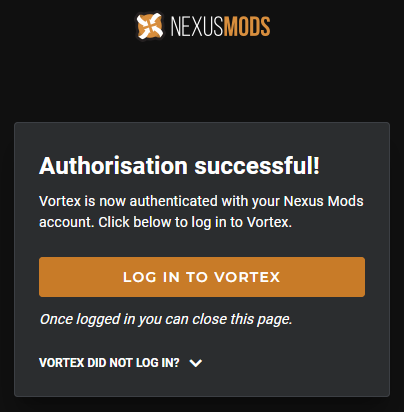 NEXUSMODS
Authorisation successful!
Vortex is now authenticated with your Nexus Mods
account. Click below to log in to Vortex.
LOG IN TO VORTEX
Once logged in you can close this page.
VORTEX DID NOT LOG IN?